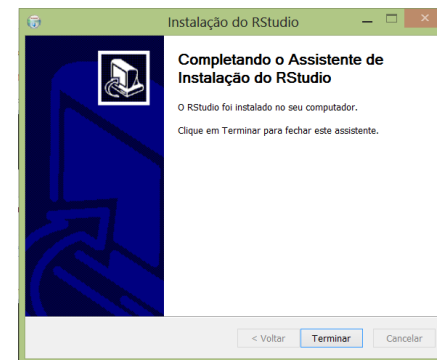 Instalação do RStudio
Completando o Assistente de
Instalação do RStudio
O RStudio foi instalado no seu computador.
Clique em Terminar para fechar este assistente.
< Voltar
Terminar
Cancelar